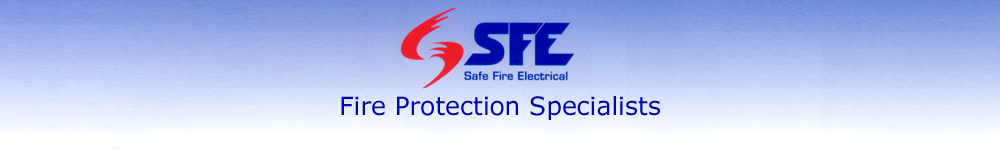 SFE
Safe Fire Electrical
Fire Protection Specialists